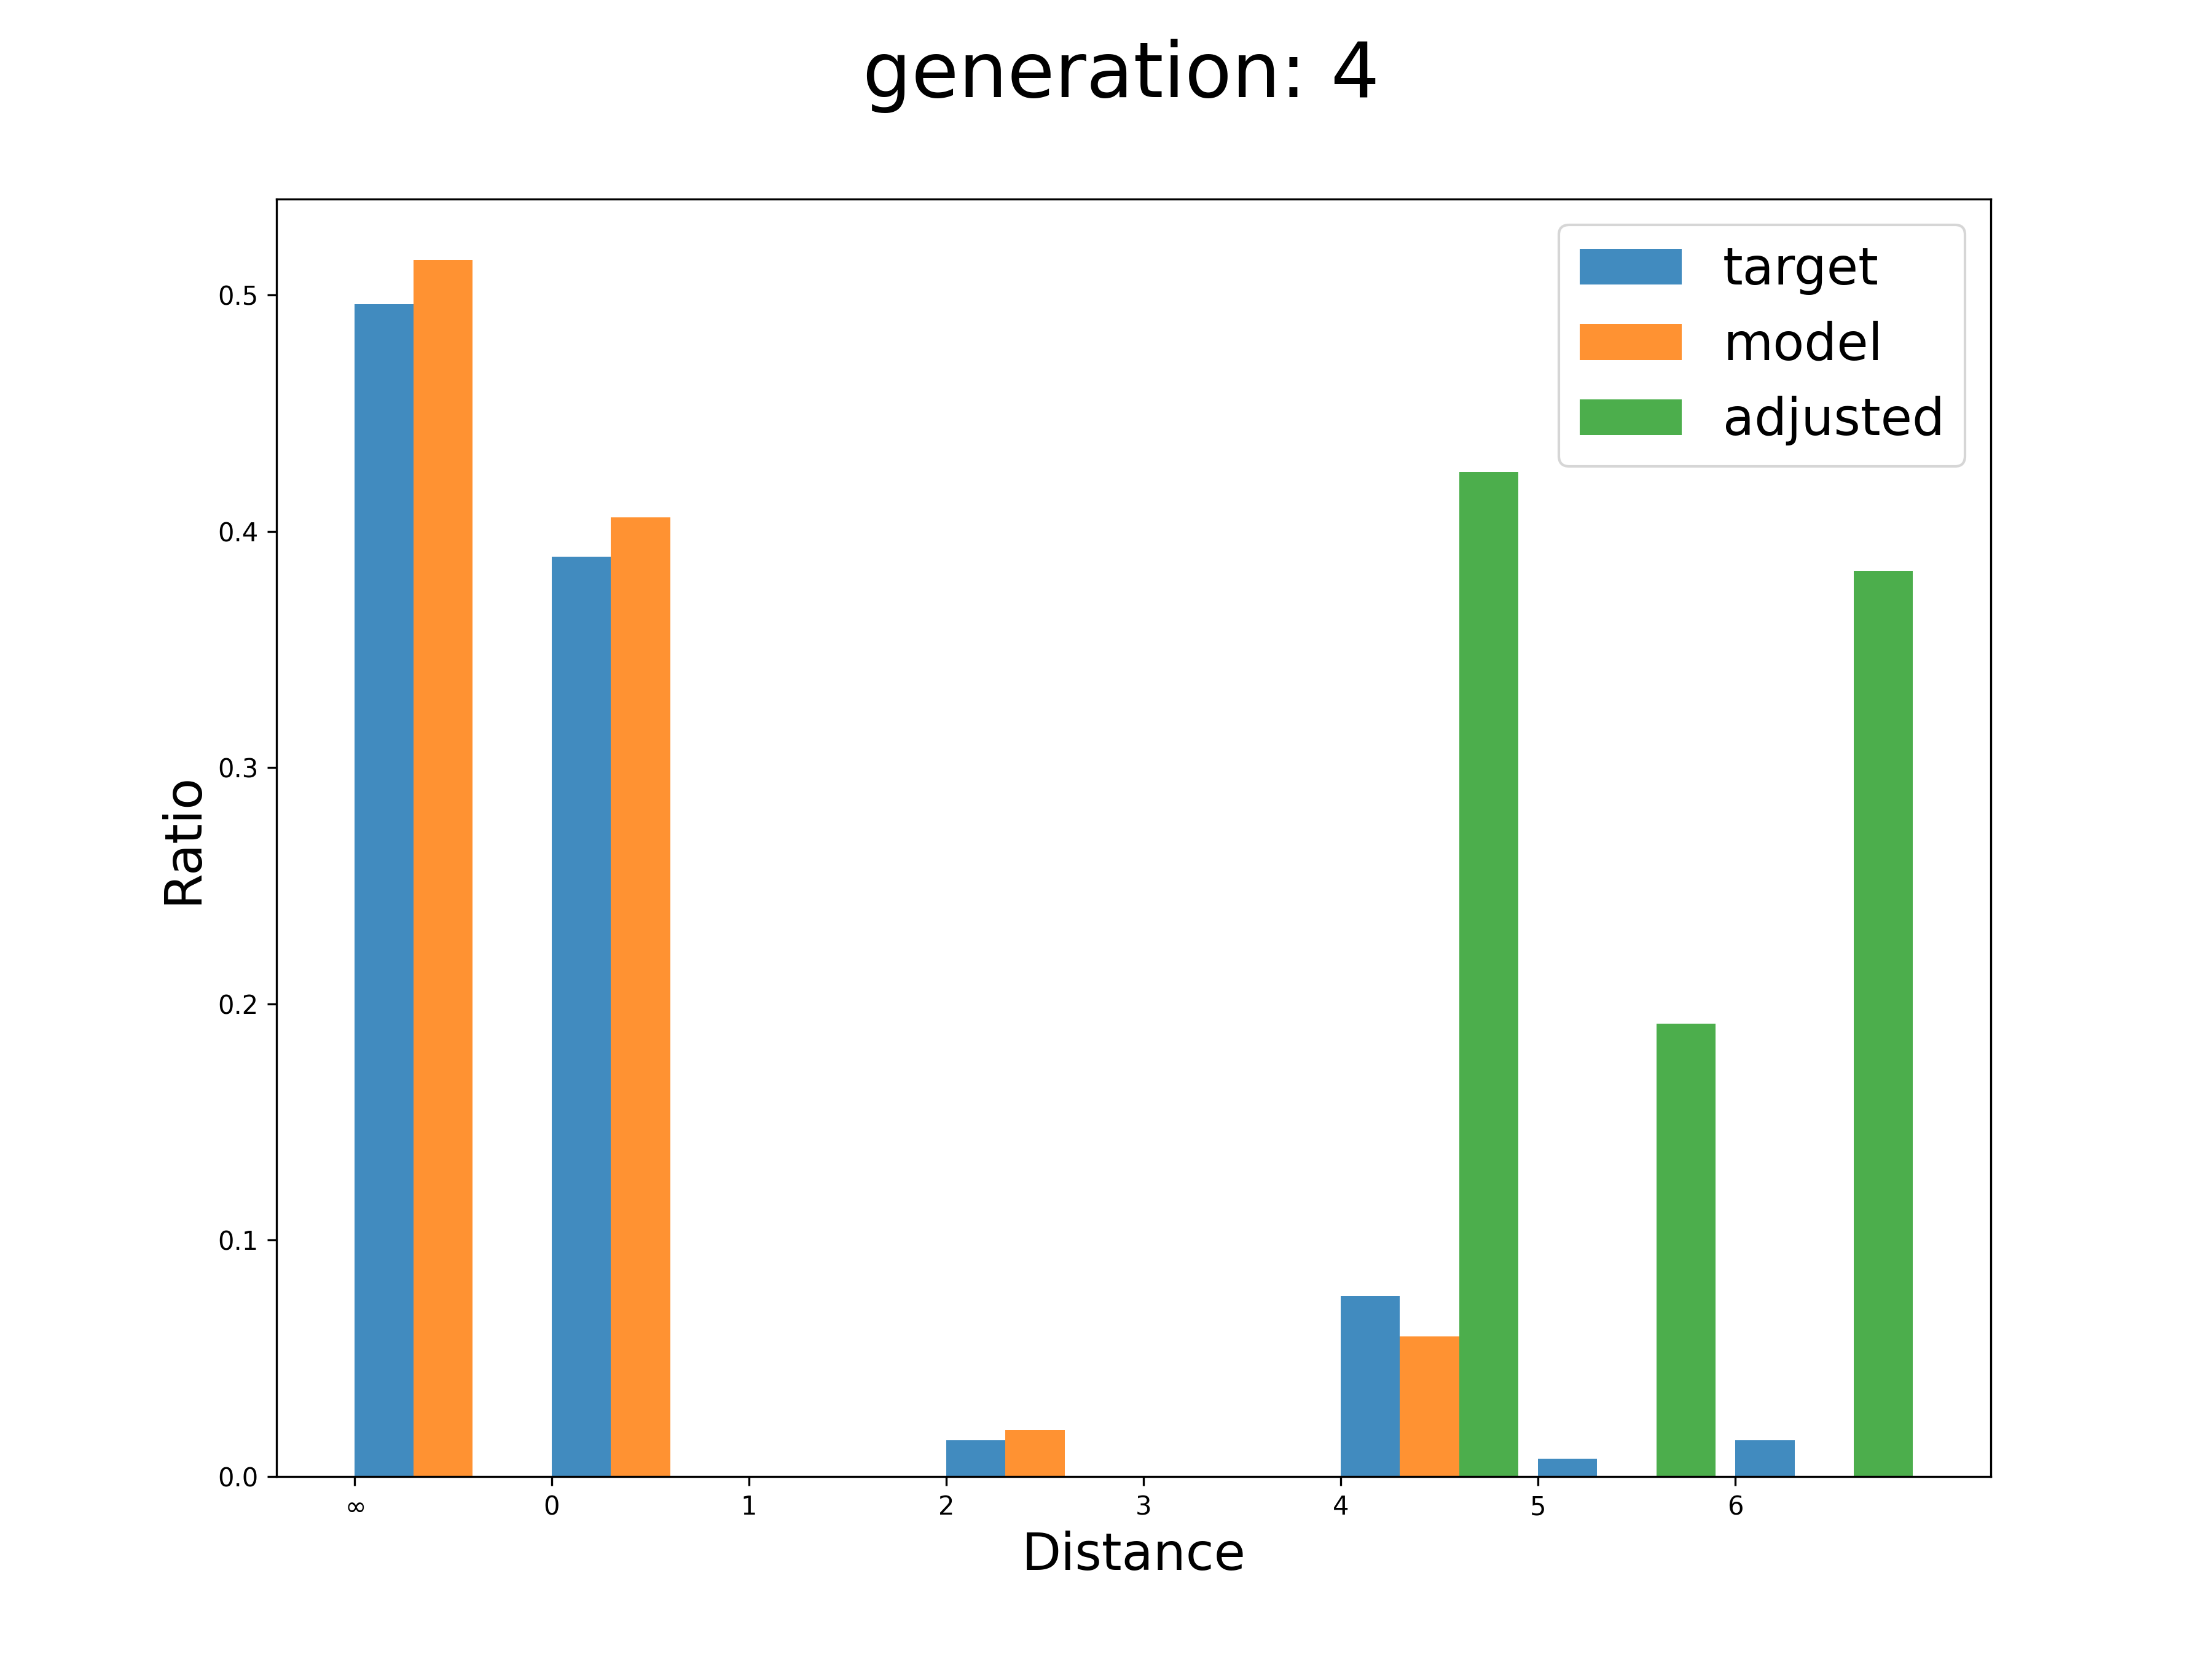 generation: 4
target
model
adjusted
Ratio
0.5
0.4
0.3
0.2
0.1
0.0
∞ 0 1 2 3 4 5 6
Distance